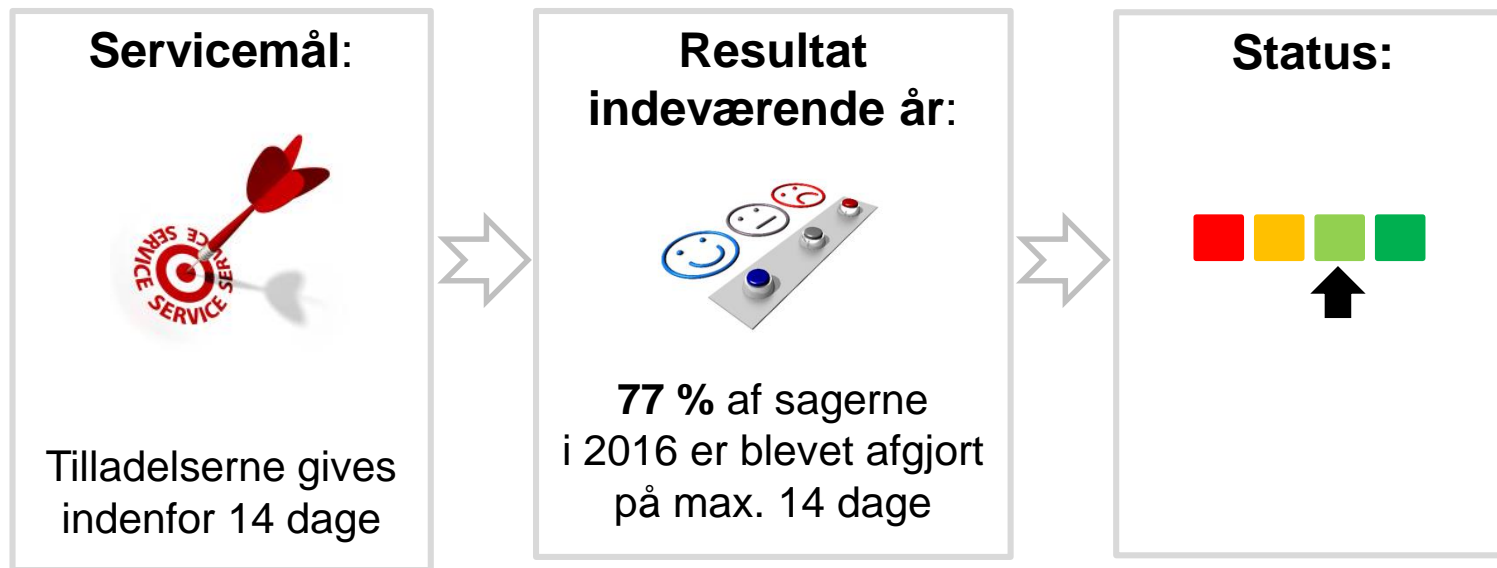 Servicemål:
SERVICE SERVICE SERVICE
Tilladelserne gives
indenfor 14 dage
Resultat
indeværende år:
77 % af sagerne
i 2016 er blevet afgjort
på max. 14 dage
Status: